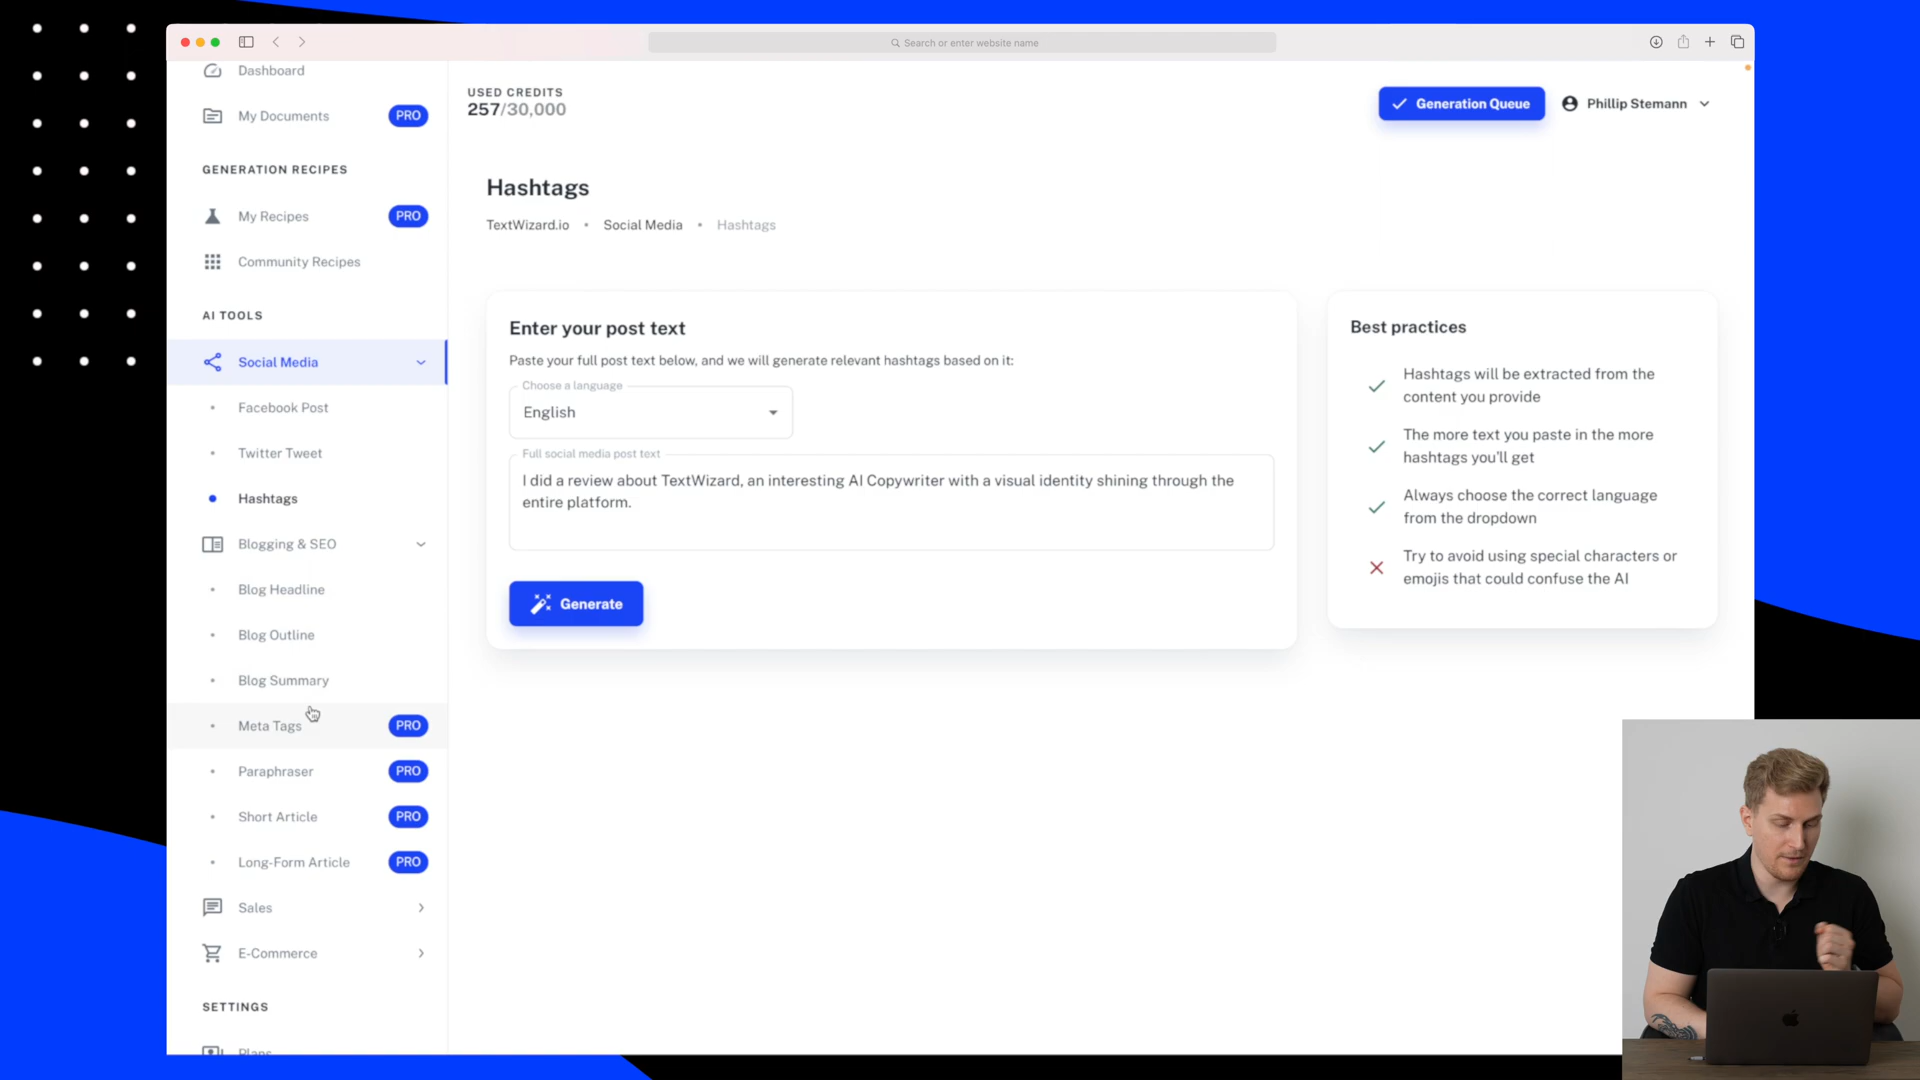 Search or enter website name
Dashboard
My Documents PRO
GENERATION RECIPES
My Recipes PRO
Community Recipes
AI TOOLS
Social Media
Facebook Post
Twitter Tweet
Hashtags
Blogging & SEO
Blog Headline
Blog Outline
Blog Summary
Meta Tags PRO
Paraphraser PRO
Short Article PRO
Long-Form Article PRO
Sales
E-Commerce
SETTINGS
Plans
USED CREDITS
257/30,000
Generation Queue
Phillip Stemann
Hashtags
TextWizard.io • Social Media • Hashtags
Enter your post text
Paste your full post text below, and we will generate relevant hashtags based on it:
Choose a language
English
Full social media post text
I did a review about TextWizard, an interesting AI Copywriter with a visual identity shining through the
entire platform.
Generate
Best practices
Hashtags will be extracted from the
content you provide
The more text you paste in the more
hashtags you'll get
Always choose the correct language
from the dropdown
Try to avoid using special characters or
emojis that could confuse the AI